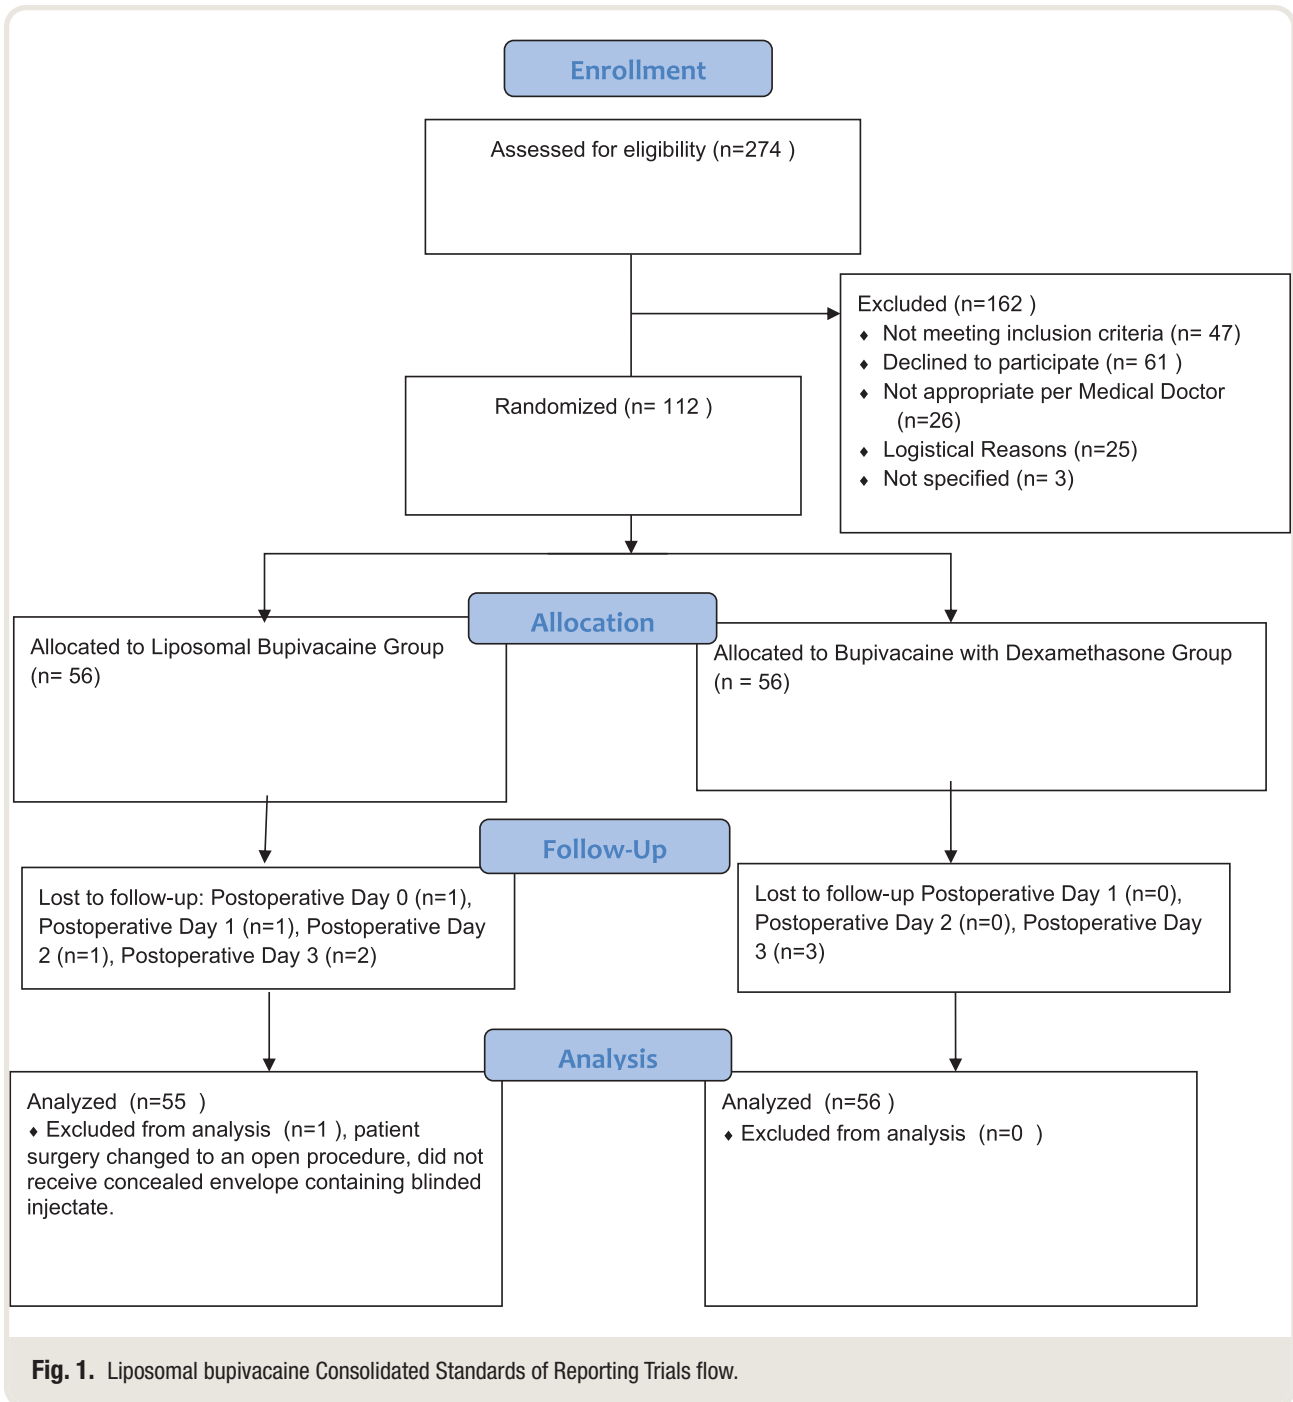 Enrollment
Assessed for eligibility (n=274 )
Excluded (n=162 )
♦ Not meeting inclusion criteria (n= 47)
♦ Declined to participate (n= 61 )
♦ Not appropriate per Medical Doctor
(n=26)
♦ Logistical Reasons (n=25)
♦ Not specified (n= 3)
Randomized (n= 112 )
Allocation
Allocated to Liposomal Bupivacaine Group
(n= 56)
Allocated to Bupivacaine with Dexamethasone Group
(n = 56)
Follow-Up
Lost to follow-up: Postoperative Day 0 (n=1),
Postoperative Day 1 (n=1), Postoperative Day
2 (n=1), Postoperative Day 3 (n=2)
Lost to follow-up Postoperative Day 1 (n=0),
Postoperative Day 2 (n=0), Postoperative Day
3 (n=3)
Analysis
Analyzed (n=55 )
♦ Excluded from analysis (n=1 ), patient
surgery changed to an open procedure, did not
receive concealed envelope containing blinded
injectate.
Analyzed (n=56 )
♦ Excluded from analysis (n=0 )
Fig. 1. Liposomal bupivacaine Consolidated Standards of Reporting Trials flow.